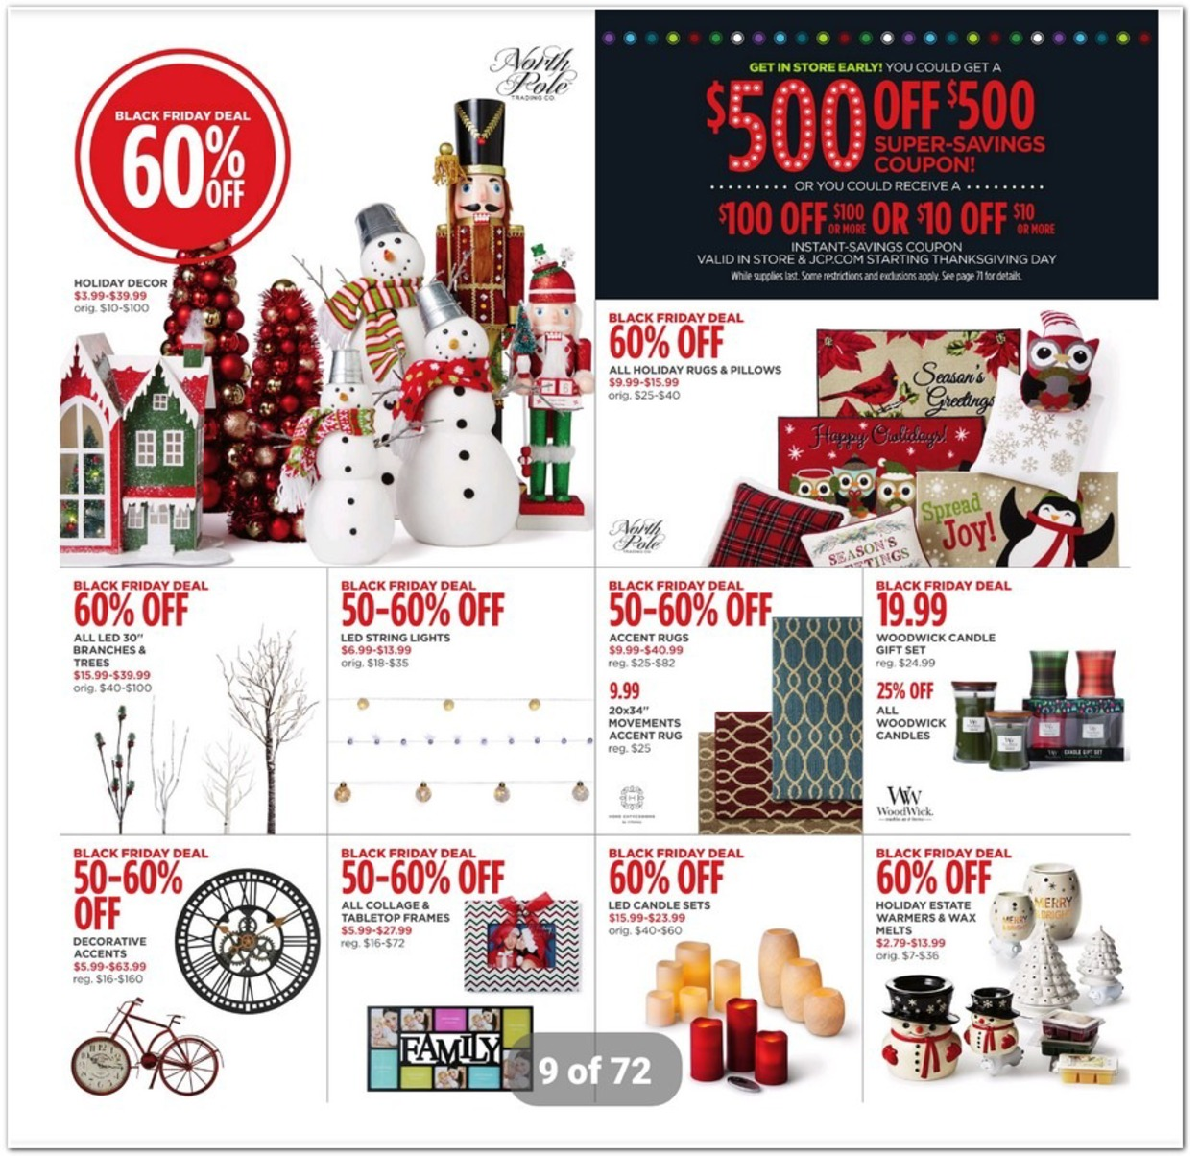 BLACK FRIDAY DEAL
60% OFF
North
Pole
TRADING CO.
HOLIDAY DECOR
$3.99-$39.99
orig. $10-$100
GET IN STORE EARLY! YOU COULD GET A
$500 OFF $500
SUPER-SAVINGS
COUPON!
OR YOU COULD RECEIVE A
$100 OFF $100 OR MORE OR $10 OFF $10 OR MORE
INSTANT-SAVINGS COUPON
VALID IN STORE & JCP.COM STARTING THANKSGIVING DAY
While supplies last. Some restrictions and exclusions apply. See page 71 for details.
BLACK FRIDAY DEAL
60% OFF
ALL HOLIDAY RUGS & PILLOWS
$9.99-$15.99
orig. $25-$40
Season's
Greetings
Happy Owlidays!
Spread
Joy!
SEASON'S
GREETINGS
North
Pole
TRADING CO.
BLACK FRIDAY DEAL
60% OFF
ALL LED 30"
BRANCHES &
TREES
$15.99-$39.99
orig. $40-$100
BLACK FRIDAY DEAL
50-60% OFF
LED STRING LIGHTS
$6.99-$13.99
orig. $18-$35
BLACK FRIDAY DEAL
50-60% OFF
ACCENT RUGS
$9.99-$40.99
reg. $25-$82
9.99
20x34"
MOVEMENTS
ACCENT RUG
reg. $25
BLACK FRIDAY DEAL
19.99
WOODWICK CANDLE
GIFT SET
reg. $24.99
25% OFF
ALL
WOODWICK
CANDLES
CANDLE GIFT SET
WW
WoodWick.
BLACK FRIDAY DEAL
50-60%
OFF
DECORATIVE
ACCENTS
$5.99-$63.99
reg. $16-$160
BLACK FRIDAY DEAL
50-60% OFF
ALL COLLAGE &
TABLETOP FRAMES
$5.99-$27.99
reg. $16-$72
FAMILY
BLACK FRIDAY DEAL
60% OFF
LED CANDLE SETS
$15.99-$23.99
orig. $40-$60
BLACK FRIDAY DEAL
60% OFF
HOLIDAY ESTATE
WARMERS & WAX
MELTS
$2.79-$13.99
orig. $7-$36
MERRY
MERRY
9 of 72